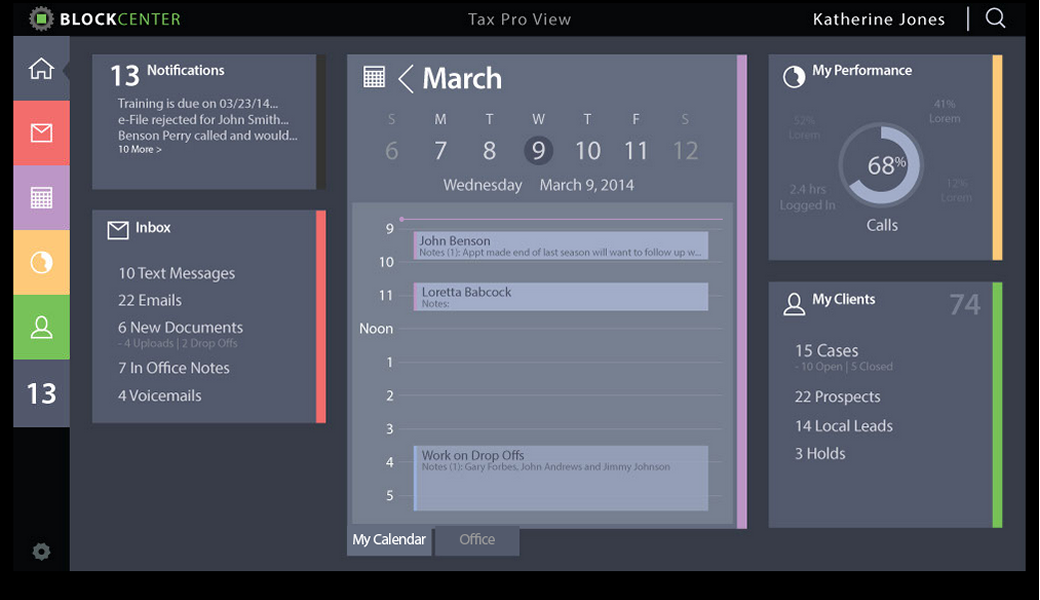 BLOCKCENTER
Tax Pro View
Katherine Jones
13
13 Notifications
Training is due on 03/23/14...
e-File rejected for John Smith...
Benson Perry called and would...
10 More >
Inbox
10 Text Messages
22 Emails
6 New Documents
- 4 Uploads | 2 Drop Offs
7 In Office Notes
4 Voicemails
March
S M T W T F S
6 7 8 9 10 11 12
Wednesday March 9, 2014
9
John Benson
Notes (1): Appt made end of last season will want to follow up w...
10
11
Loretta Babcock
Notes:
Noon
1
2
3
4
Work on Drop Offs
Notes (1): Gary Forbes, John Andrews and Jimmy Johnson
5
My Calendar
Office
My Performance
41%
Lorem
52%
Lorem
68%
2.4 hrs
Logged In
12%
Lorem
Calls
My Clients
74
15 Cases
- 10 Open | 5 Closed
22 Prospects
14 Local Leads
3 Holds